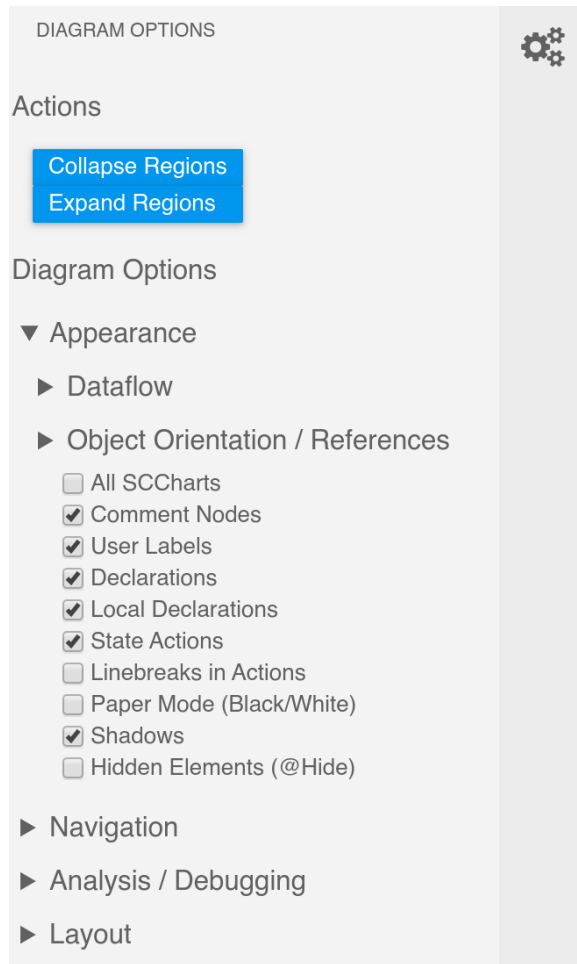 DIAGRAM OPTIONS
Actions
Collapse Regions
Expand Regions
Diagram Options
Appearance
Dataflow
Object Orientation / References
All SCCharts
Comment Nodes
User Labels
Declarations
Local Declarations
State Actions
Linebreaks in Actions
Paper Mode (Black/White)
Shadows
Hidden Elements (@Hide)
Navigation
Analysis / Debugging
Layout